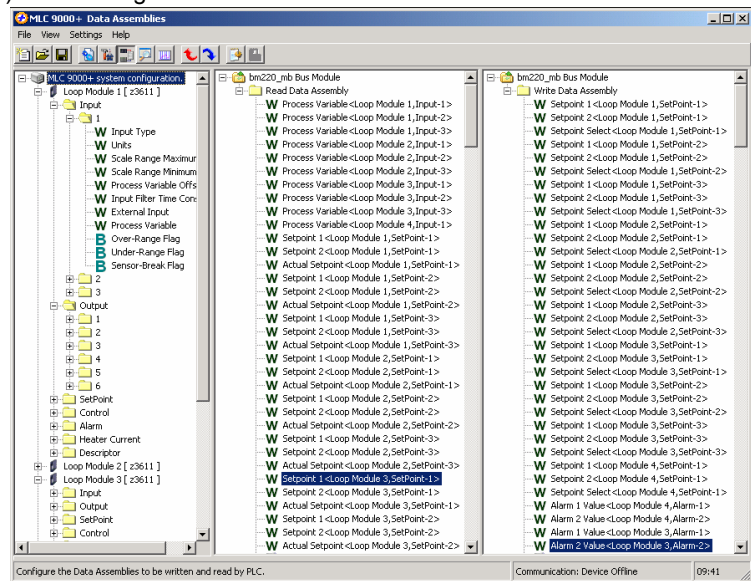 MLC 9000+ Data Assemblies
File View Settings Help
MLC 9000+ system configuration.
Loop Module 1 [ z3611 ]
Input
1
W Input Type
W Units
W Scale Range Maximur
W Scale Range Minimum
W Process Variable Offs
W Input Filter Time Con
W External Input
W Process Variable
B Over-Range Flag
B Under-Range Flag
B Sensor-Break Flag
2
3
Output
1
2
3
4
5
6
SetPoint
Control
Alarm
Heater Current
Descriptor
Loop Module 2 [ z3611 ]
Loop Module 3 [ z3611 ]
Input
Output
SetPoint
Control
bm220_mb Bus Module
Read Data Assembly
W Process Variable<Loop Module 1,Input-1>
W Process Variable<Loop Module 1,Input-2>
W Process Variable<Loop Module 1,Input-3>
W Process Variable<Loop Module 2,Input-1>
W Process Variable<Loop Module 2,Input-2>
W Process Variable<Loop Module 2,Input-3>
W Process Variable<Loop Module 3,Input-1>
W Process Variable<Loop Module 3,Input-2>
W Process Variable<Loop Module 3,Input-3>
W Process Variable<Loop Module 4,Input-1>
W Setpoint 1<Loop Module 1,SetPoint-1>
W Setpoint 2<Loop Module 1,SetPoint-1>
W Actual Setpoint<Loop Module 1,SetPoint-1>
W Setpoint 1<Loop Module 1,SetPoint-2>
W Setpoint 2<Loop Module 1,SetPoint-2>
W Actual Setpoint<Loop Module 1,SetPoint-2>
W Setpoint 1<Loop Module 1,SetPoint-3>
W Setpoint 2<Loop Module 1,SetPoint-3>
W Actual Setpoint<Loop Module 1,SetPoint-3>
W Setpoint 1<Loop Module 2,SetPoint-1>
W Setpoint 2<Loop Module 2,SetPoint-1>
W Actual Setpoint<Loop Module 2,SetPoint-1>
W Setpoint 1<Loop Module 2,SetPoint-2>
W Setpoint 2<Loop Module 2,SetPoint-2>
W Actual Setpoint<Loop Module 2,SetPoint-2>
W Setpoint 1<Loop Module 2,SetPoint-3>
W Setpoint 2<Loop Module 2,SetPoint-3>
W Actual Setpoint<Loop Module 2,SetPoint-3>
W Setpoint 1<Loop Module 3,SetPoint-1>
W Setpoint 2<Loop Module 3,SetPoint-1>
W Actual Setpoint<Loop Module 3,SetPoint-1>
W Setpoint 1<Loop Module 3,SetPoint-2>
W Setpoint 2<Loop Module 3,SetPoint-2>
W Actual Setpoint<Loop Module 3,SetPoint-2>
bm220_mb Bus Module
Write Data Assembly
W Setpoint 1<Loop Module 1,SetPoint-1>
W Setpoint 2<Loop Module 1,SetPoint-1>
W Setpoint Select<Loop Module 1,SetPoint-1>
W Setpoint 1<Loop Module 1,SetPoint-2>
W Setpoint 2<Loop Module 1,SetPoint-2>
W Setpoint Select<Loop Module 1,SetPoint-2>
W Setpoint 1<Loop Module 1,SetPoint-3>
W Setpoint 2<Loop Module 1,SetPoint-3>
W Setpoint Select<Loop Module 1,SetPoint-3>
W Setpoint 1<Loop Module 2,SetPoint-1>
W Setpoint 2<Loop Module 2,SetPoint-1>
W Setpoint Select<Loop Module 2,SetPoint-1>
W Setpoint 1<Loop Module 2,SetPoint-2>
W Setpoint 2<Loop Module 2,SetPoint-2>
W Setpoint Select<Loop Module 2,SetPoint-2>
W Setpoint 1<Loop Module 2,SetPoint-3>
W Setpoint 2<Loop Module 2,SetPoint-3>
W Setpoint Select<Loop Module 2,SetPoint-3>
W Setpoint 1<Loop Module 3,SetPoint-1>
W Setpoint 2<Loop Module 3,SetPoint-1>
W Setpoint Select<Loop Module 3,SetPoint-1>
W Setpoint 1<Loop Module 3,SetPoint-2>
W Setpoint 2<Loop Module 3,SetPoint-2>
W Setpoint Select<Loop Module 3,SetPoint-2>
W Setpoint 1<Loop Module 3,SetPoint-3>
W Setpoint 2<Loop Module 3,SetPoint-3>
W Setpoint Select<Loop Module 3,SetPoint-3>
W Setpoint 1<Loop Module 4,SetPoint-1>
W Setpoint 2<Loop Module 4,SetPoint-1>
W Setpoint Select<Loop Module 4,SetPoint-1>
W Alarm 1 Value<Loop Module 4,Alarm-1>
W Alarm 2 Value<Loop Module 4,Alarm-2>
W Alarm 1 Value<Loop Module 3,Alarm-1>
W Alarm 2 Value<Loop Module 3,Alarm-2>
Configure the Data Assemblies to be written and read by PLC.
Communication: Device Offline
09:41